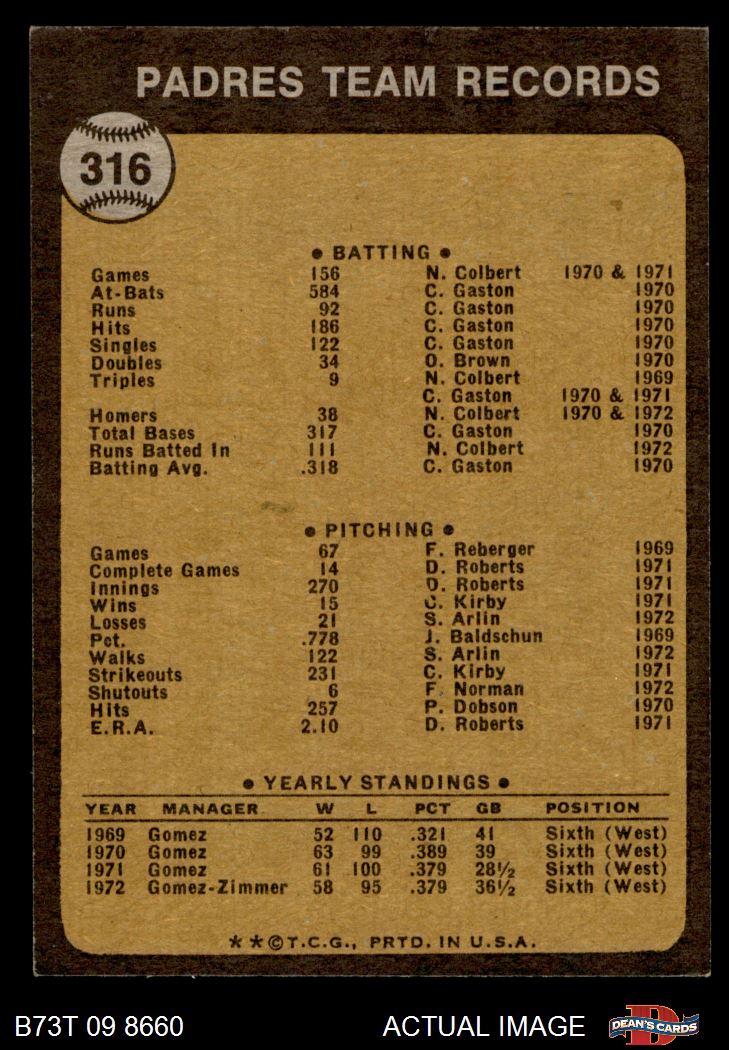 PADRES TEAM RECORDS
316
• BATTING •
Games 156 N. Colbert 1970 & 1971
At-Bats 584 C. Gaston 1970
Runs 92 C. Gaston 1970
Hits 186 C. Gaston 1970
Singles 122 C. Gaston 1970
Doubles 34 O. Brown 1970
Triples 9 N. Colbert 1969
C. Gaston 1970 & 1971
Homers 38 N. Colbert 1970 & 1972
Total Bases 317 C. Gaston 1970
Runs Batted In 111 N. Colbert 1972
Batting Avg. .318 C. Gaston 1970
• PITCHING •
Games 67 F. Reberger 1969
Complete Games 14 D. Roberts 1971
Innings 270 D. Roberts 1971
Wins 15 C. Kirby 1971
Losses 21 S. Arlin 1972
Pct. .778 J. Baldschun 1969
Walks 122 S. Arlin 1972
Strikeouts 231 C. Kirby 1971
Shutouts 6 F. Norman 1972
Hits 257 P. Dobson 1970
E.R.A. 2.10 D. Roberts 1971
• YEARLY STANDINGS •
YEAR MANAGER W L PCT GB POSITION
1969 Gomez 52 110 .321 41 Sixth (West)
1970 Gomez 63 99 .389 39 Sixth (West)
1971 Gomez 61 100 .379 28½ Sixth (West)
1972 Gomez-Zimmer 58 95 .379 36½ Sixth (West)
**©T.C.G., PRTD. IN U.S.A.
B73T 09 8660 ACTUAL IMAGE DEAN'S CARDS